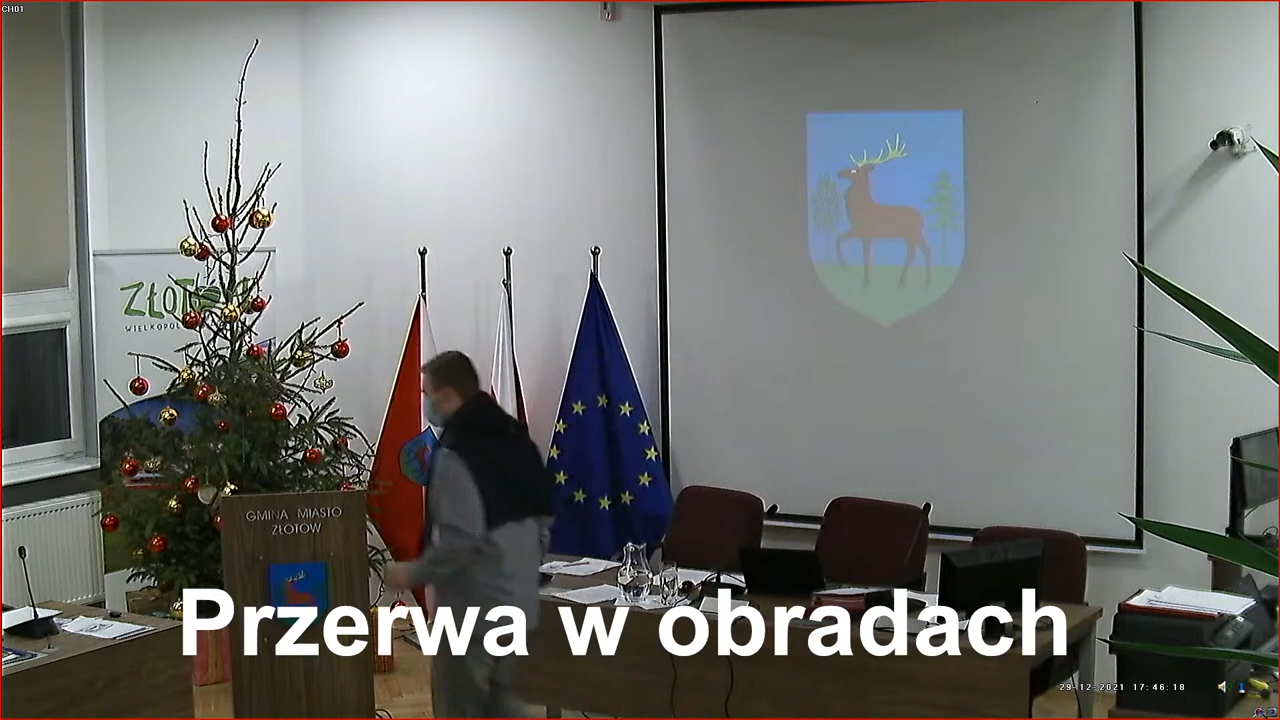 CH01
ZŁOTÓW
WIELKOPOL
GMINA MIASTO
ZŁOTÓW
Przerwa w obradach
29-12-2021 17:46:18